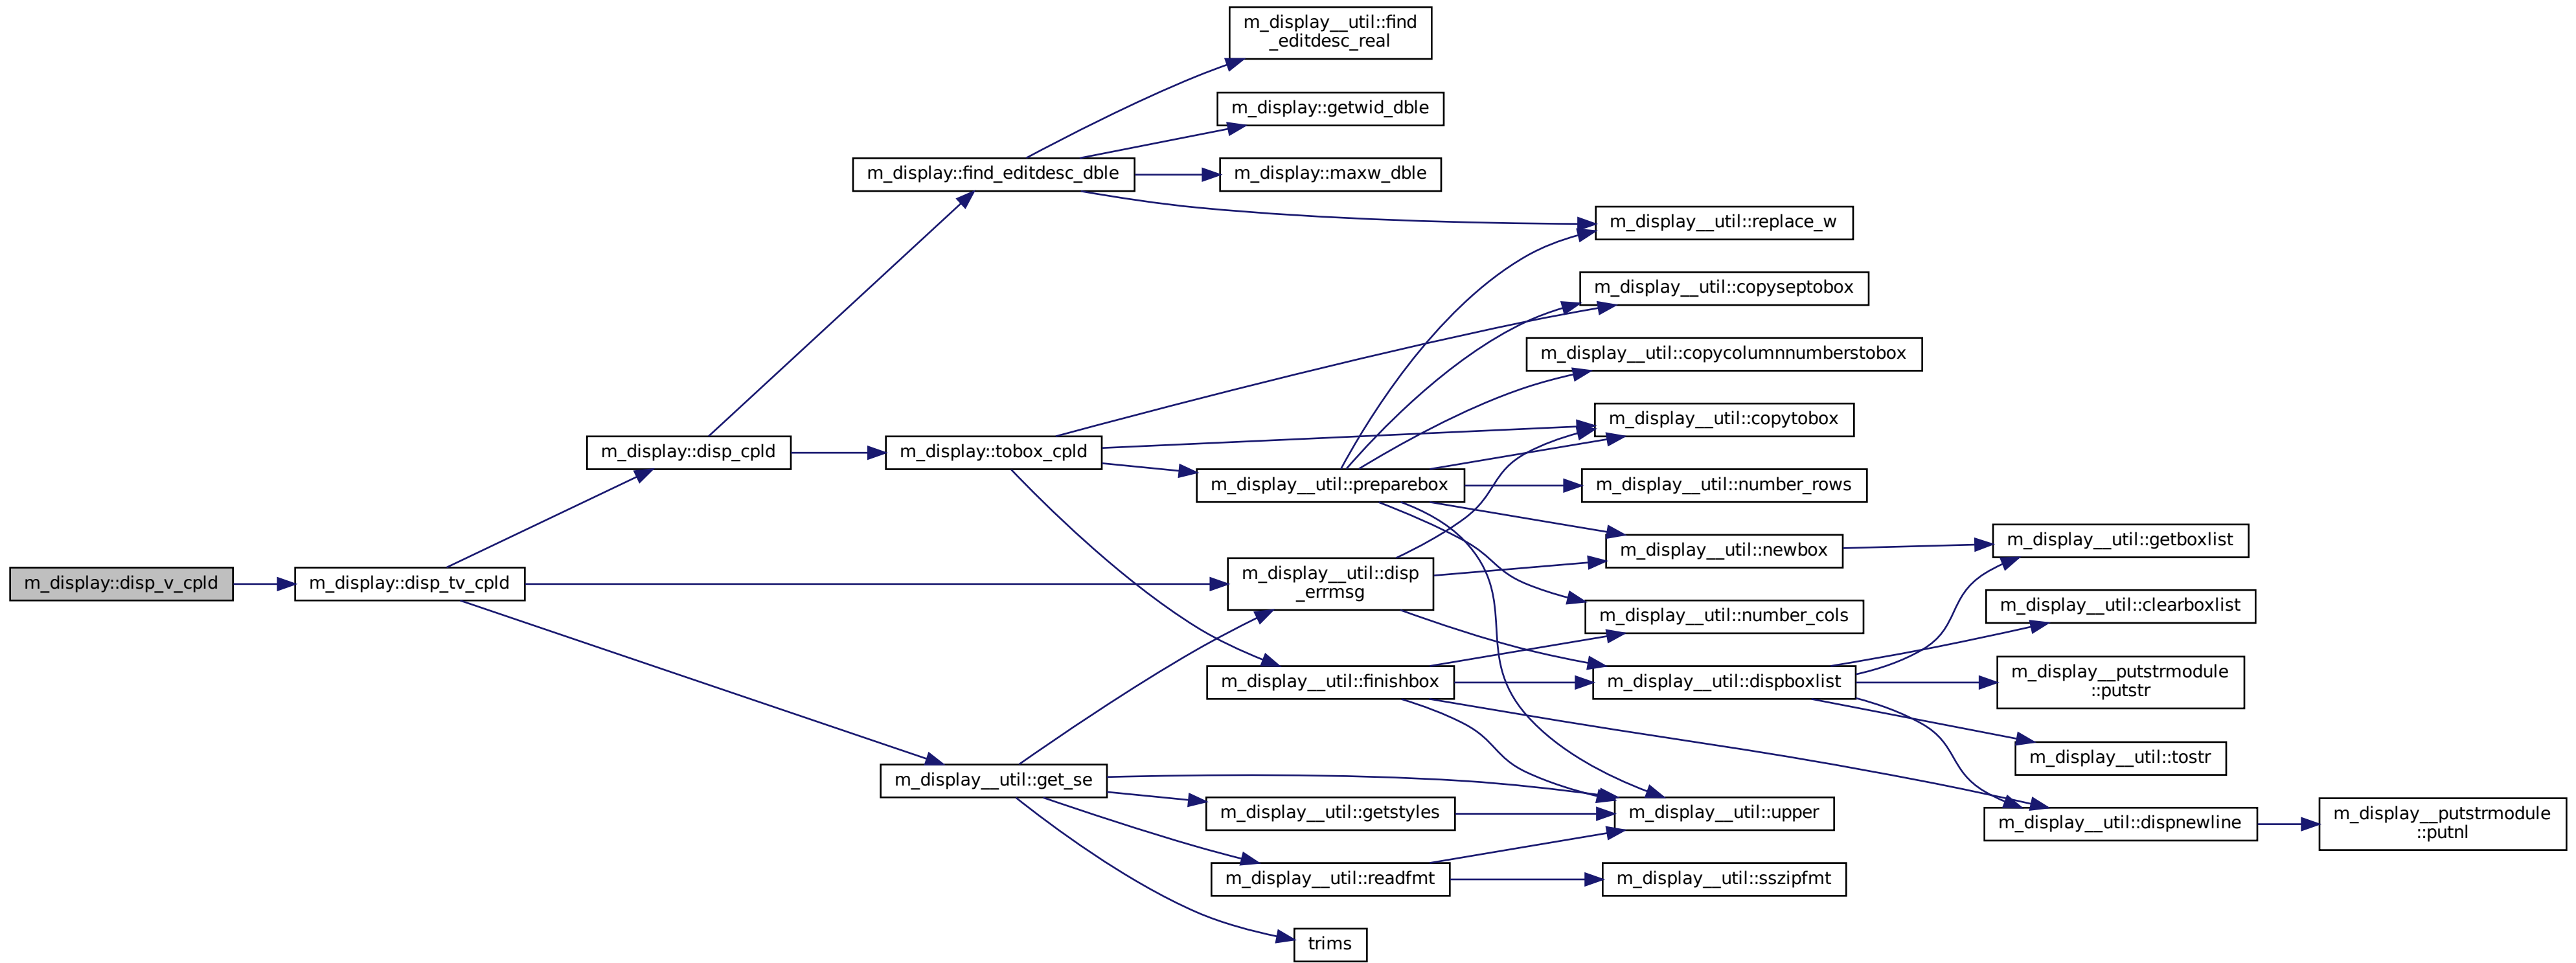 m_display__util::find
_editdesc_real
m_display::getwid_dble
m_display::find_editdesc_dble
m_display::maxw_dble
m_display__util::replace_w
m_display__util::copyseptobox
m_display__util::copycolumnnumberstobox
m_display__util::copytobox
m_display::disp_cpld
m_display::tobox_cpld
m_display__util::preparebox
m_display__util::number_rows
m_display__util::newbox
m_display__util::getboxlist
m_display::disp_v_cpld
m_display::disp_tv_cpld
m_display__util::disp
_errmsg
m_display__util::number_cols
m_display__util::clearboxlist
m_display__util::finishbox
m_display__util::dispboxlist
m_display__putstrmodule
::putstr
m_display__util::tostr
m_display__util::get_se
m_display__util::getstyles
m_display__util::upper
m_display__util::dispnewline
m_display__putstrmodule
::putnl
m_display__util::readfmt
m_display__util::sszipfmt
trims